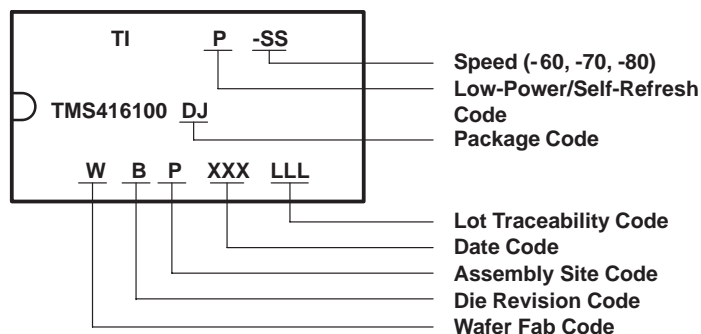 TI P -SS
TMS416100 DJ
W B P XXX LLL
Speed (-60, -70, -80)
Low-Power/Self-Refresh
Code
Package Code
Lot Traceability Code
Date Code
Assembly Site Code
Die Revision Code
Wafer Fab Code